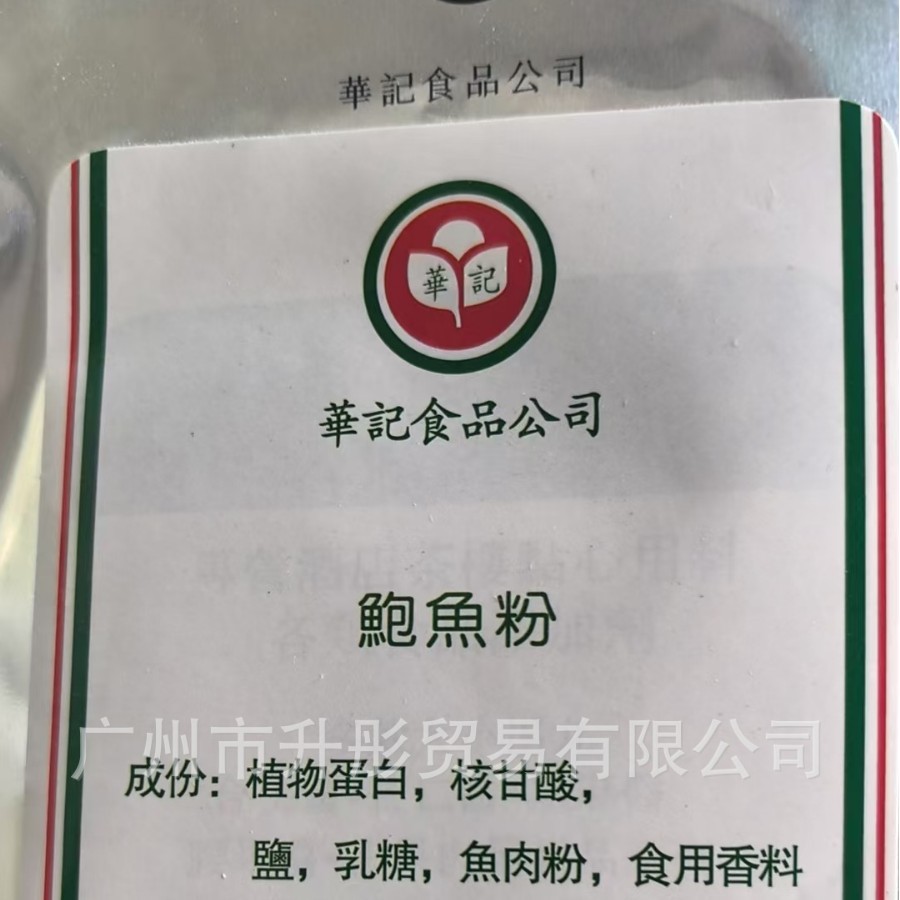 華記食品公司
華記
華記食品公司
鮑魚粉
广州市升彤贸易有限公司
成份：植物蛋白，核甘酸，
鹽，乳糖，魚肉粉，食用香料